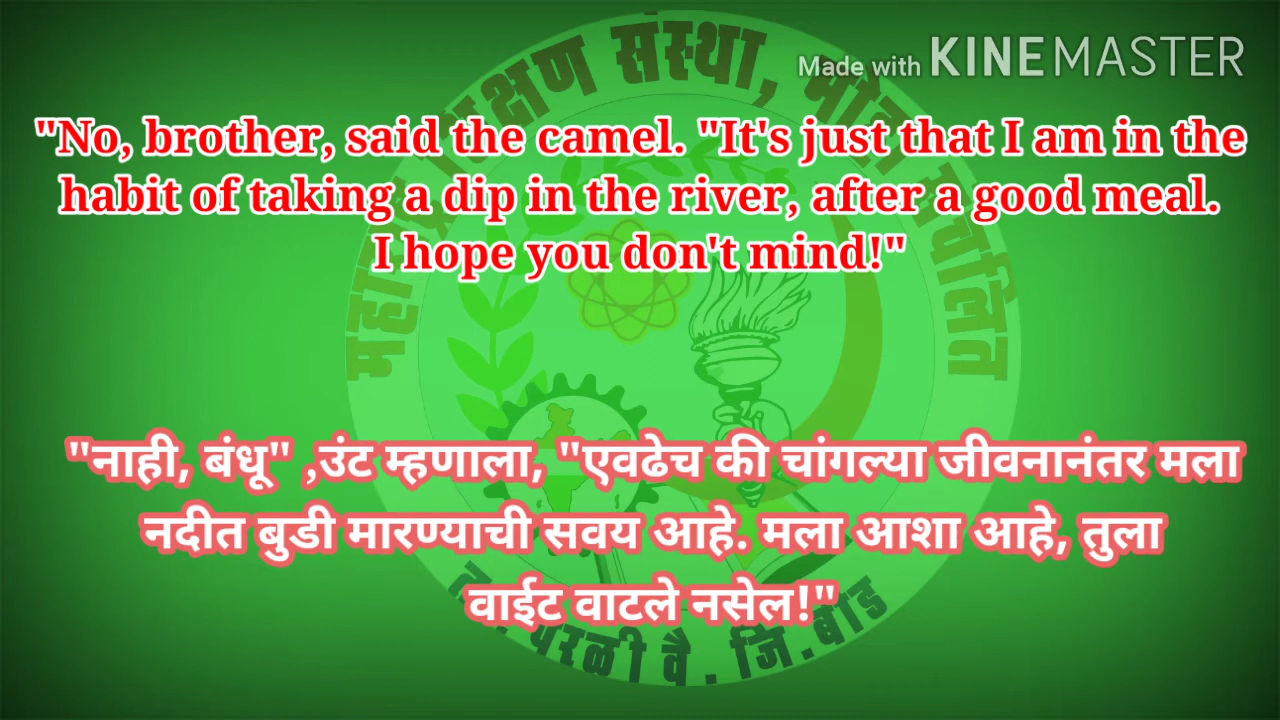 Made with KINEMASTER
"No, brother, said the camel. "It's just that I am in the
habit of taking a dip in the river, after a good meal.
I hope you don't mind!"
"नाही, बंधू" ,उंट म्हणाला, "एवढेच की चांगल्या जीवनानंतर मला
नदीत बुडी मारण्याची सवय आहे. मला आशा आहे, तुला
वाईट वाटले नसेल!"
संस्था,
संचलित
परळी वै. जि.बीड